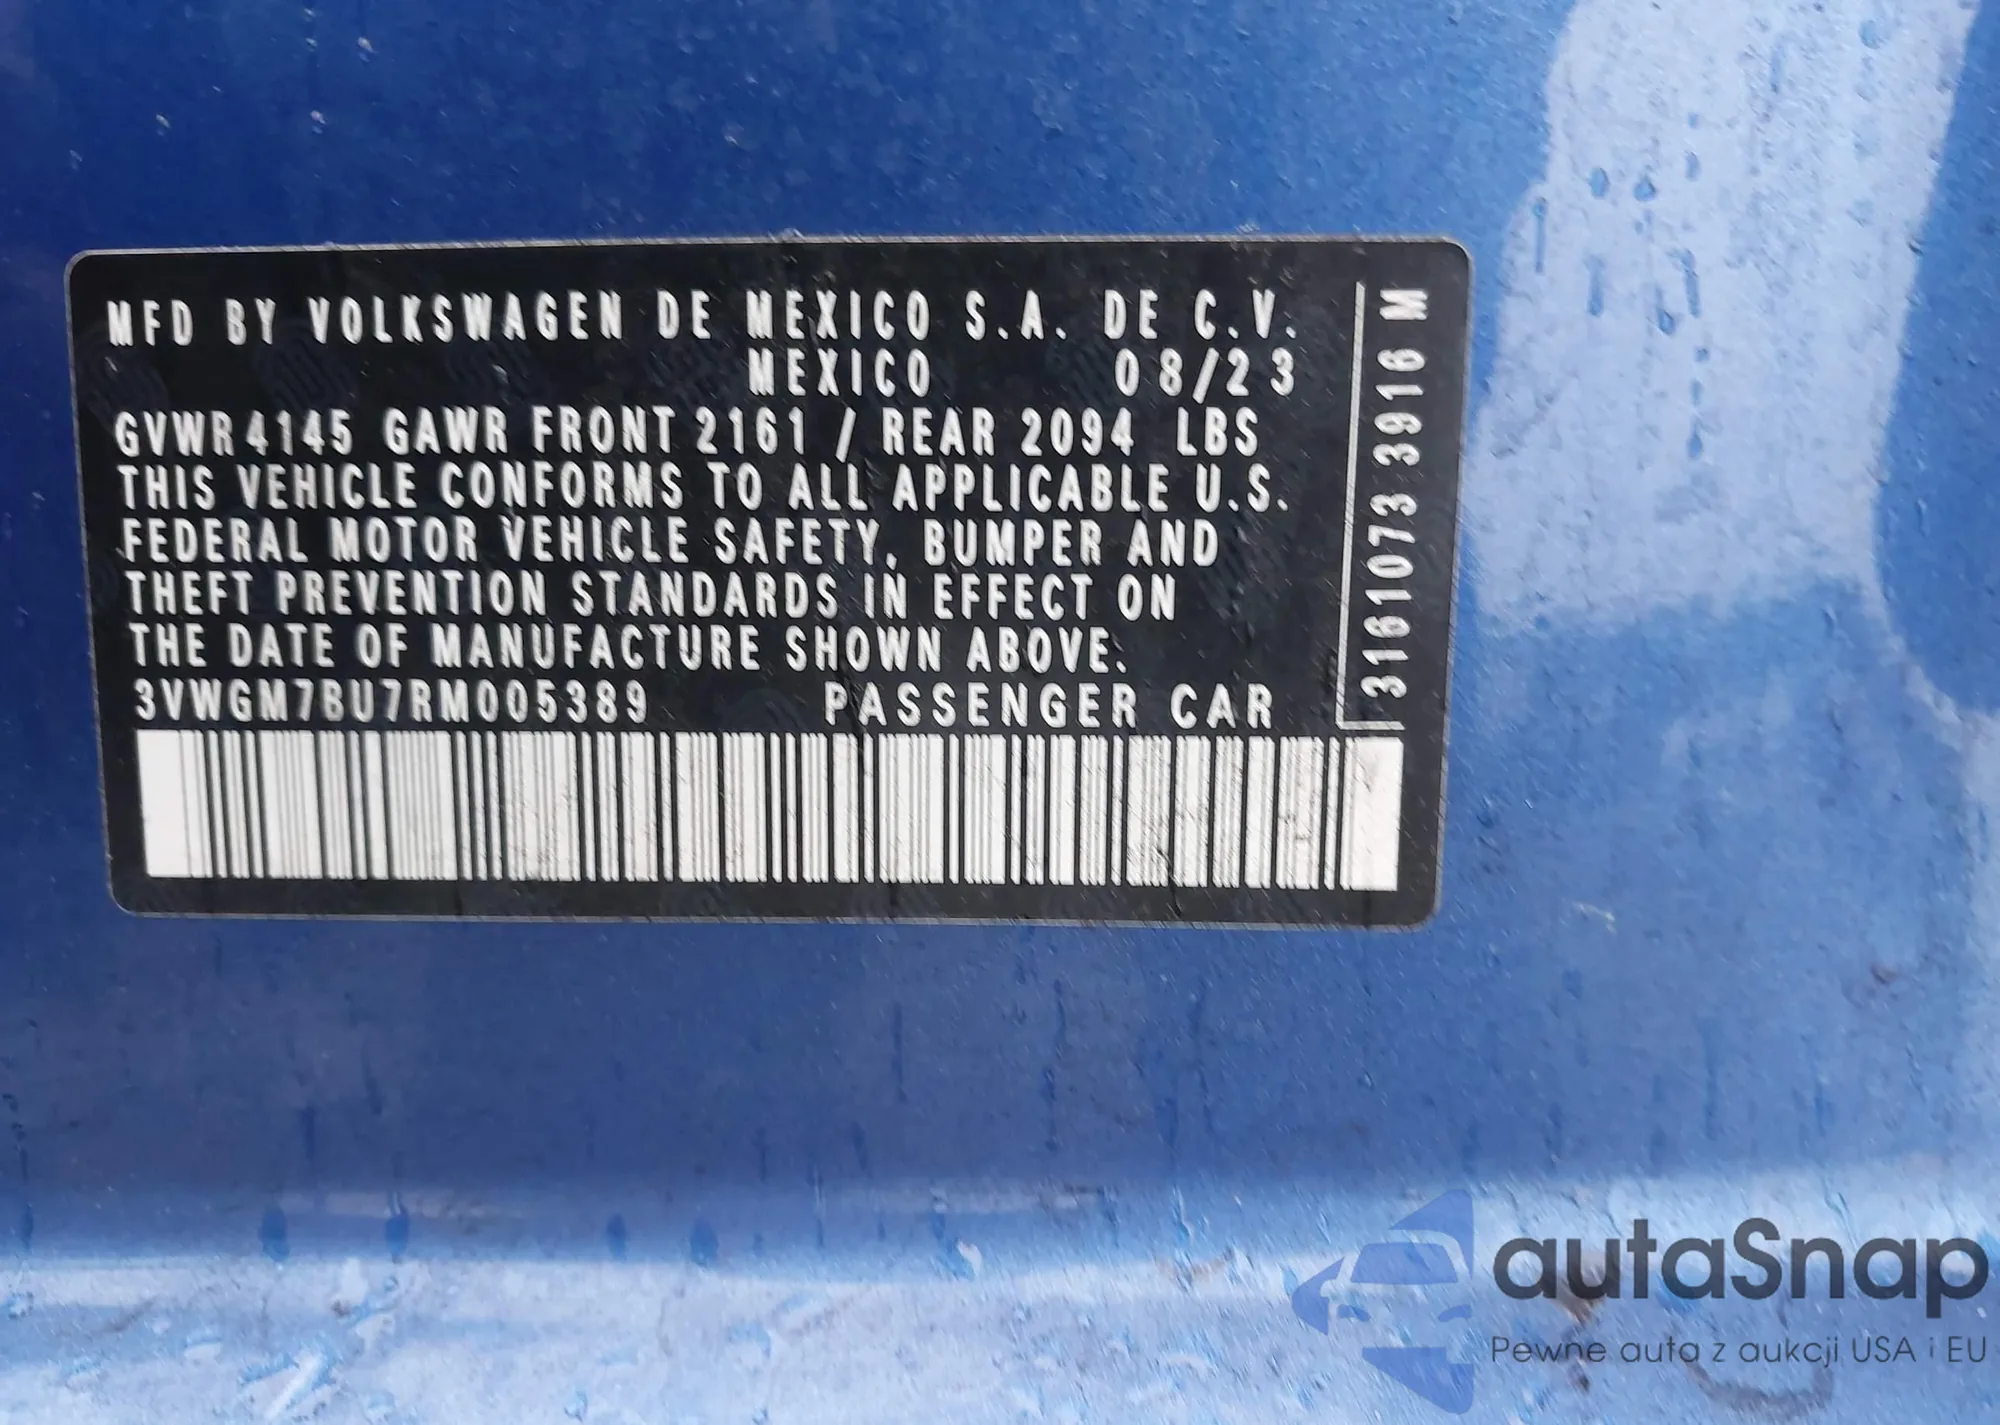 MFD BY VOLKSWAGEN DE MEXICO S.A. DE C.V.
MEXICO 08/23
GVWR 4145 GAWR FRONT 2161 / REAR 2094 LBS
THIS VEHICLE CONFORMS TO ALL APPLICABLE U.S.
FEDERAL MOTOR VEHICLE SAFETY, BUMPER AND
THEFT PREVENTION STANDARDS IN EFFECT ON
THE DATE OF MANUFACTURE SHOWN ABOVE.
3VWGM7BU7RM005389 PASSENGER CAR
3161073 3916 M
autaSnap
Pewne auta z aukcji USA i EU